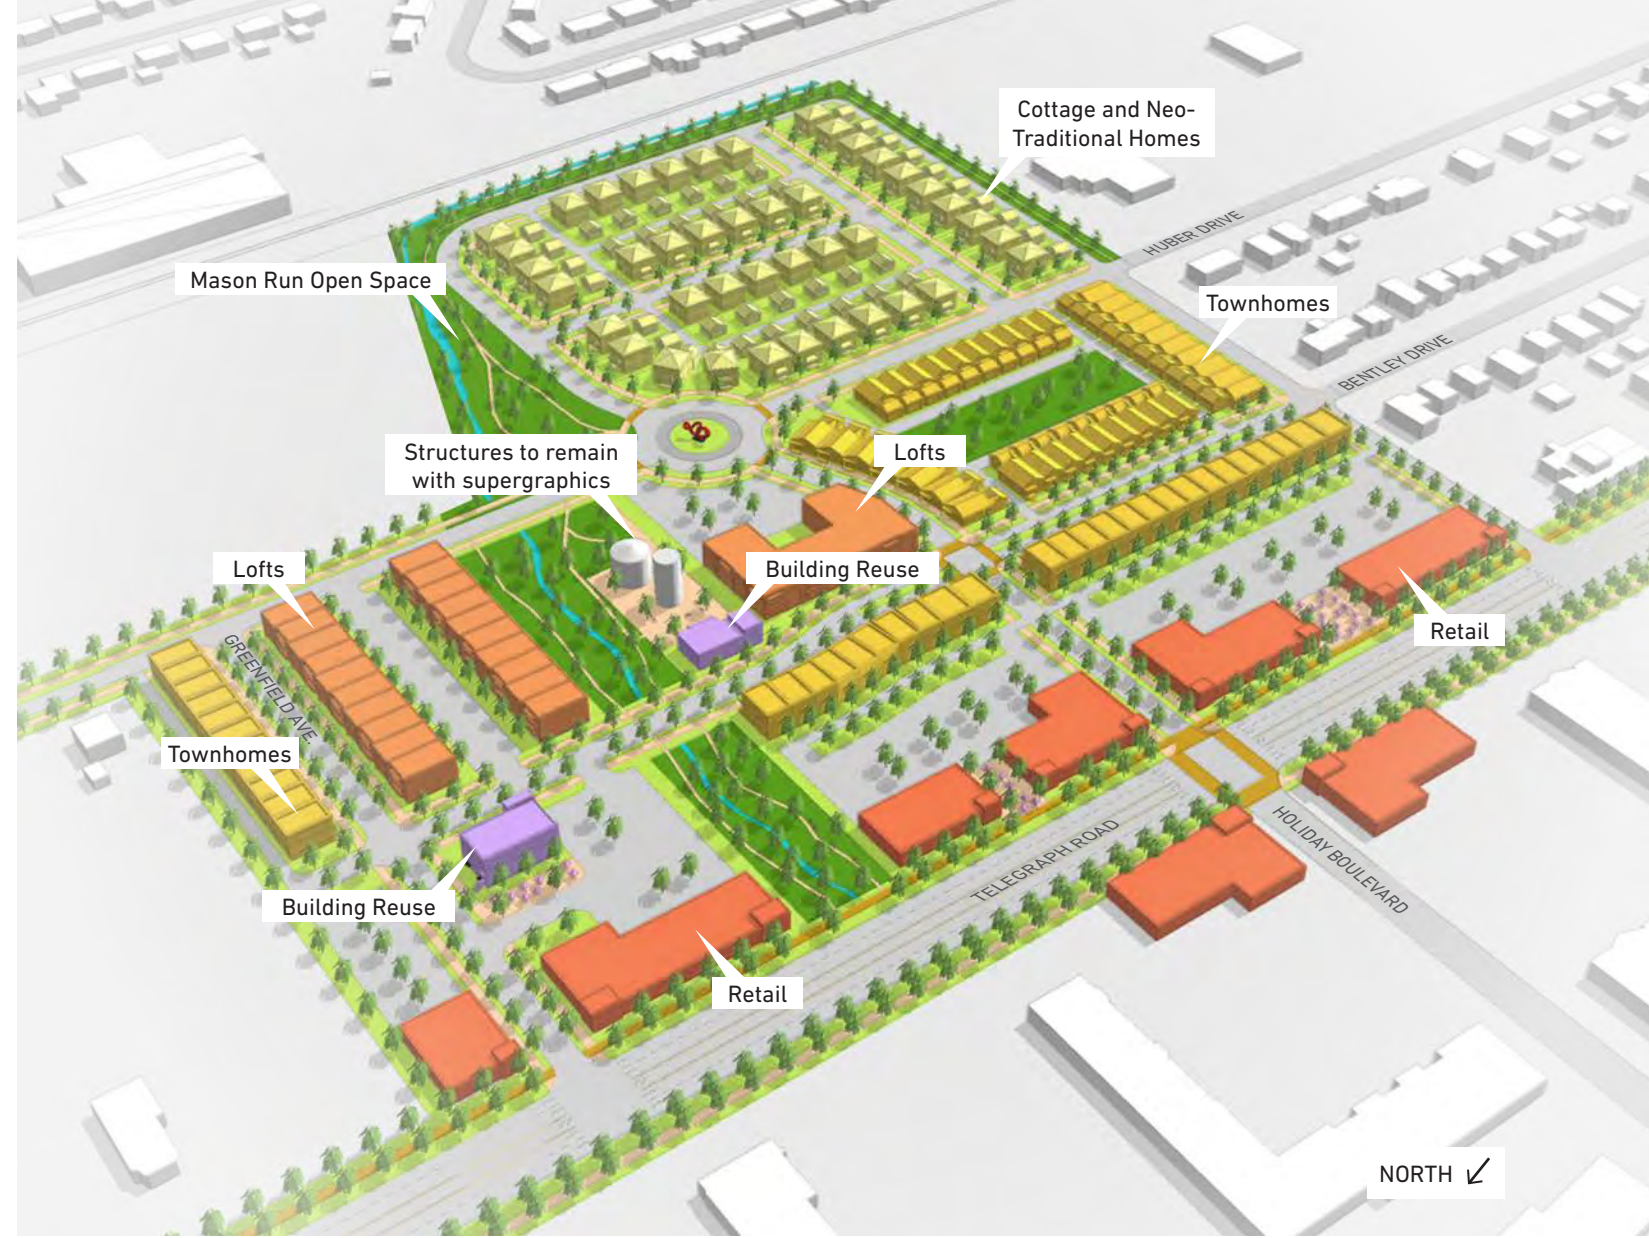 Cottage and Neo-
Traditional Homes
HUBER DRIVE
Mason Run Open Space
Townhomes
BENTLEY DRIVE
Structures to remain
with supergraphics
Lofts
Lofts
Building Reuse
Retail
GREENFIELD AVE.
Townhomes
TELEGRAPH ROAD
HOLIDAY BOULEVARD
Building Reuse
Retail
NORTH